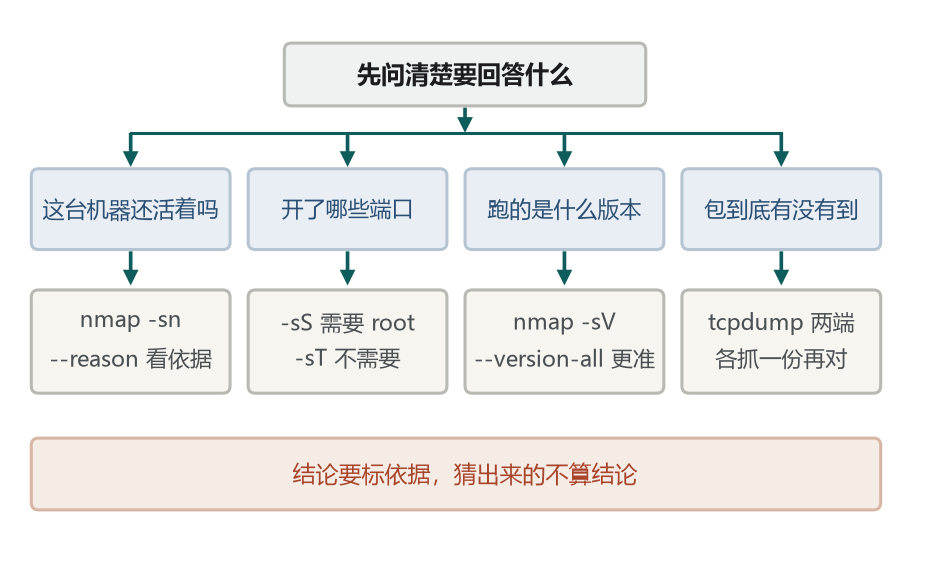 先问清楚要回答什么
这台机器还活着吗
开了哪些端口
跑的是什么版本
包到底有没有到
nmap -sn
--reason 看依据
-sS 需要 root
-sT 不需要
nmap -sV
--version-all 更准
tcpdump 两端
各抓一份再对
结论要标依据，猜出来的不算结论